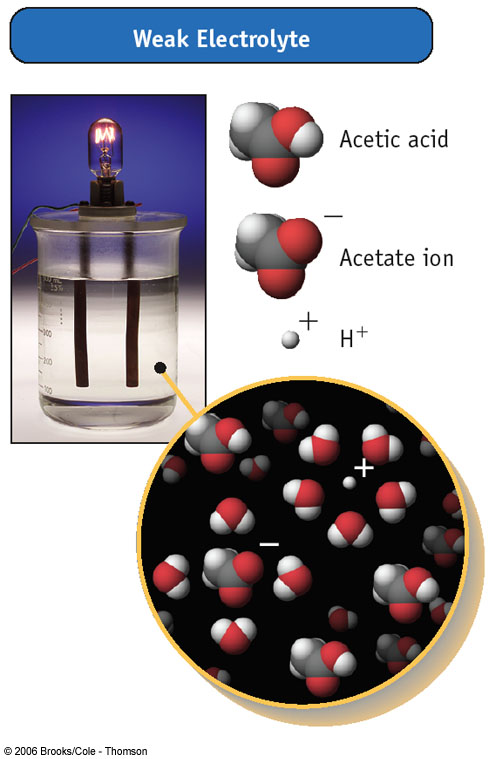 Weak Electrolyte
Acetic acid
−
Acetate ion
+
H+
+
−
© 2006 Brooks/Cole - Thomson